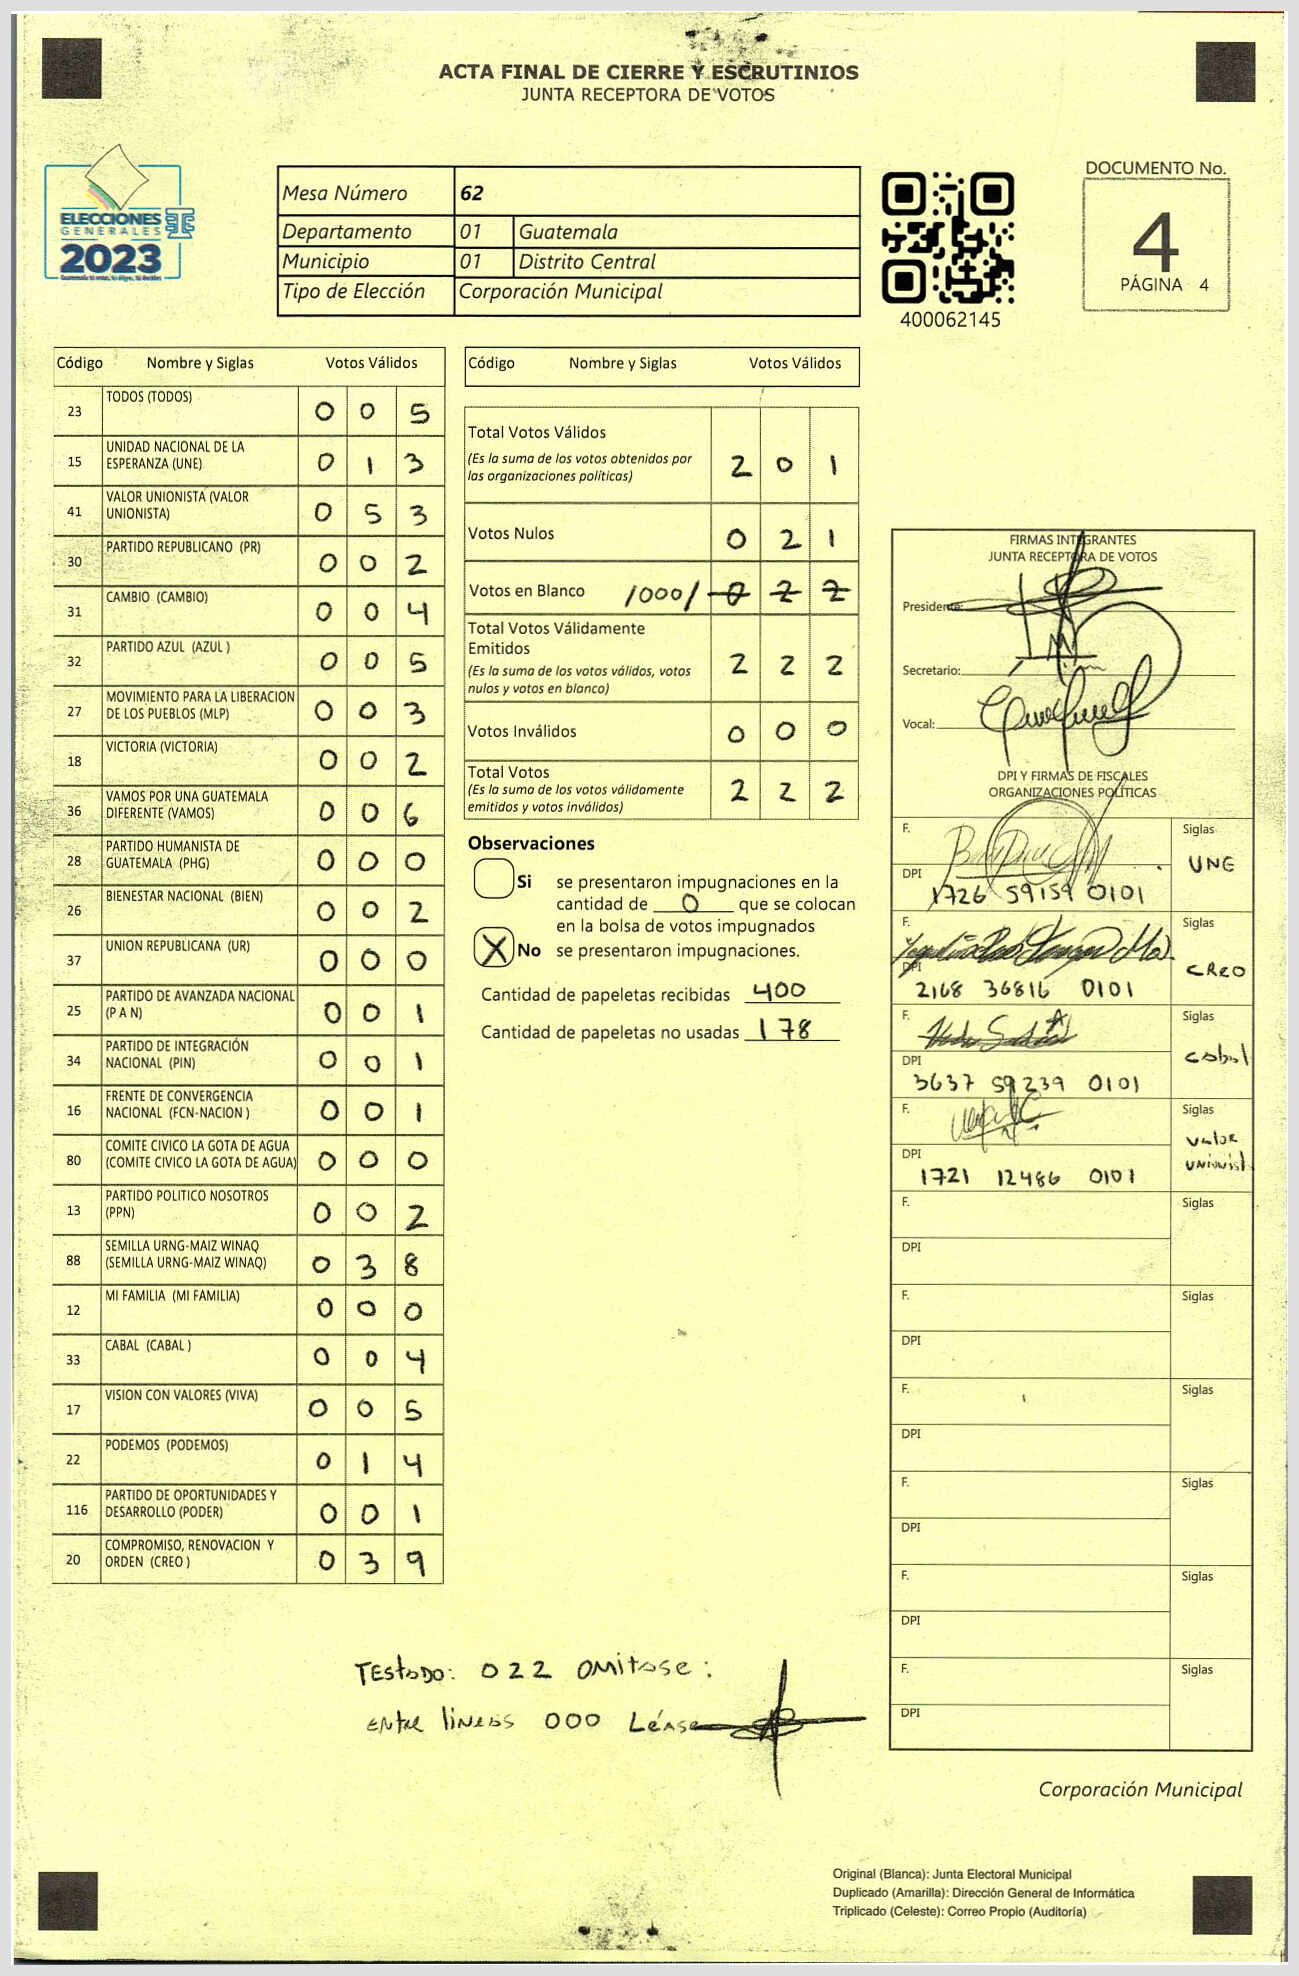 ACTA FINAL DE CIERRE Y ESCRUTINIOS
JUNTA RECEPTORA DE VOTOS
ELECCIONES
GENERALES
2023
Mesa Número 62
Departamento 01 Guatemala
Municipio 01 Distrito Central
Tipo de Elección Corporación Municipal
400062145
DOCUMENTO No.
4
PÁGINA 4
Código Nombre y Siglas Votos Válidos
23 TODOS (TODOS) 0 0 5
15 UNIDAD NACIONAL DE LA
ESPERANZA (UNE) 0 1 3
41 VALOR UNIONISTA (VALOR
UNIONISTA) 0 5 3
30 PARTIDO REPUBLICANO (PR) 0 0 2
31 CAMBIO (CAMBIO) 0 0 4
32 PARTIDO AZUL (AZUL ) 0 0 5
27 MOVIMIENTO PARA LA LIBERACION
DE LOS PUEBLOS (MLP) 0 0 3
18 VICTORIA (VICTORIA) 0 0 2
36 VAMOS POR UNA GUATEMALA
DIFERENTE (VAMOS) 0 0 6
28 PARTIDO HUMANISTA DE
GUATEMALA (PHG) 0 0 0
26 BIENESTAR NACIONAL (BIEN) 0 0 2
37 UNION REPUBLICANA (UR) 0 0 0
25 PARTIDO DE AVANZADA NACIONAL
(P A N) 0 0 1
34 PARTIDO DE INTEGRACIÓN
NACIONAL (PIN) 0 0 1
16 FRENTE DE CONVERGENCIA
NACIONAL (FCN-NACION ) 0 0 1
80 COMITE CIVICO LA GOTA DE AGUA
(COMITE CIVICO LA GOTA DE AGUA) 0 0 0
13 PARTIDO POLITICO NOSOTROS
(PPN) 0 0 2
88 SEMILLA URNG-MAIZ WINAQ
(SEMILLA URNG-MAIZ WINAQ) 0 3 8
12 MI FAMILIA (MI FAMILIA) 0 0 0
33 CABAL (CABAL ) 0 0 4
17 VISION CON VALORES (VIVA) 0 0 5
22 PODEMOS (PODEMOS) 0 1 4
116 PARTIDO DE OPORTUNIDADES Y
DESARROLLO (PODER) 0 0 1
20 COMPROMISO, RENOVACION Y
ORDEN (CREO ) 0 3 9
Código Nombre y Siglas Votos Válidos
Total Votos Válidos
(Es la suma de los votos obtenidos por
las organizaciones políticas) 2 0 1
Votos Nulos 0 2 1
Votos en Blanco /000/ 0 2 2
Total Votos Válidamente
Emitidos
(Es la suma de los votos válidos, votos
nulos y votos en blanco) 2 2 2
Votos Inválidos 0 0 0
Total Votos
(Es la suma de los votos válidamente
emitidos y votos inválidos) 2 2 2
Observaciones
Si se presentaron impugnaciones en la
cantidad de 0 que se colocan
en la bolsa de votos impugnados
X No se presentaron impugnaciones.
Cantidad de papeletas recibidas 400
Cantidad de papeletas no usadas 178
FIRMAS INTEGRANTES
JUNTA RECEPTORA DE VOTOS
Presidente:
Secretario:
Vocal:
DPI Y FIRMAS DE FISCALES
ORGANIZACIONES POLÍTICAS
F. Siglas
UNE
DPI
1726 59159 0101
F. Siglas
CREO
DPI
2168 36816 0101
F. Siglas
Cabal
DPI
3637 59239 0101
F. Siglas
Valor
DPI
1721 12486 0101
F. Siglas
DPI
F. Siglas
DPI
F. Siglas
DPI
F. Siglas
DPI
F. Siglas
DPI
F. Siglas
DPI
TEstado: 022 OMitase:
ENtre líneas 000 LéAse
Corporación Municipal
Original (Blanca): Junta Electoral Municipal
Duplicado (Amarilla): Dirección General de Informática
Triplicado (Celeste): Correo Propio (Auditoría)